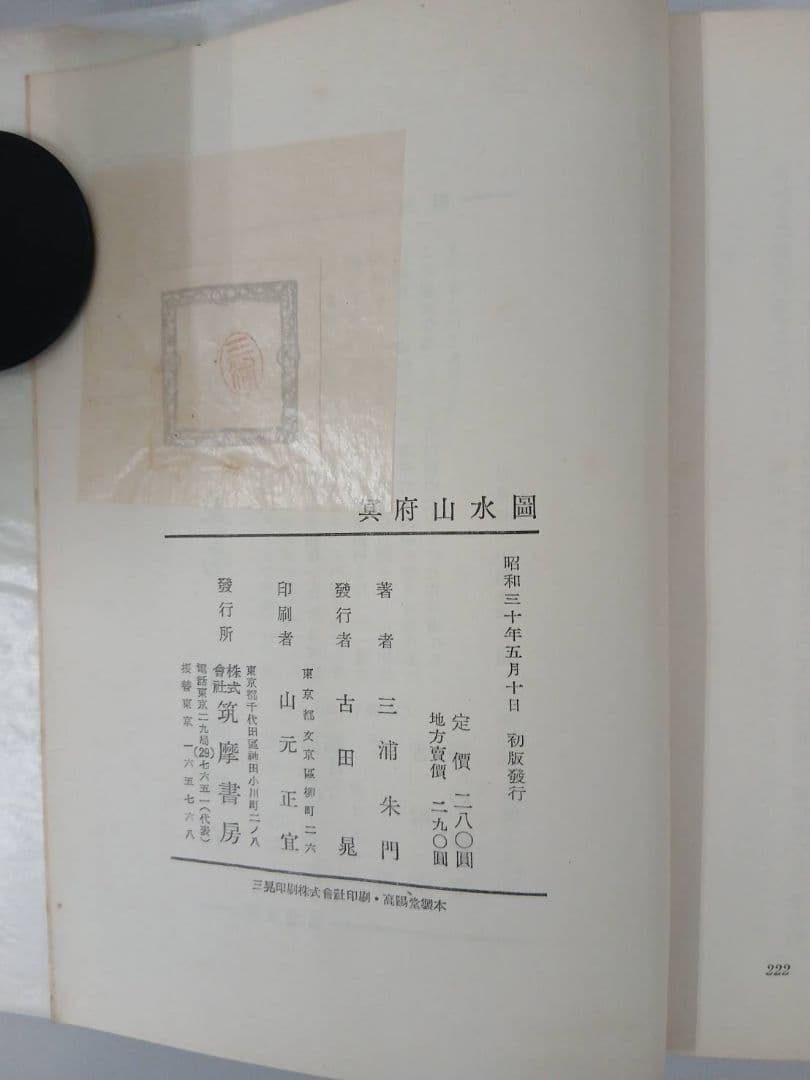 冥府山水圖
昭和三十年五月十日　初版發行
定價　二八〇圓
地方賣價　二九〇圓
著者　三浦朱門
發行者　古田晁
東京都文京區柳町二六
印刷者　山元正宜
東京都千代田區神田小川町二ノ八
發行所　株式會社　筑摩書房
電話東京二九局(29)七六五一(代表)
振替東京一六五七六八
三晃印刷株式會社印刷・高陽堂製本
三浦
222